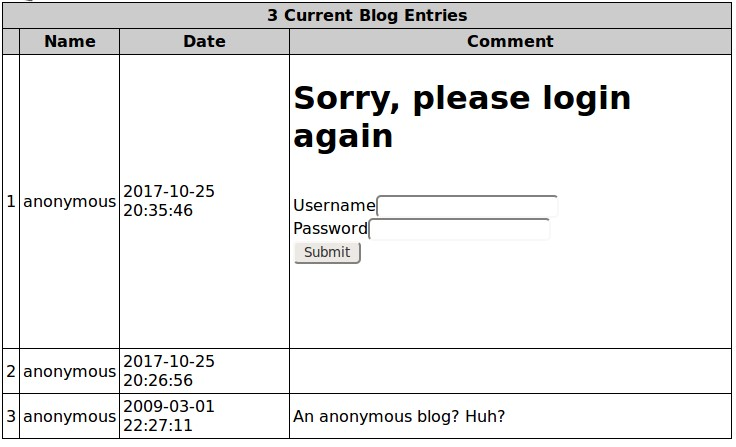 3 Current Blog Entries
Name Date Comment
1 anonymous 2017-10-25 20:35:46
Sorry, please login
again
Username
Password
Submit
2 anonymous 2017-10-25 20:26:56
3 anonymous 2009-03-01 22:27:11 An anonymous blog? Huh?